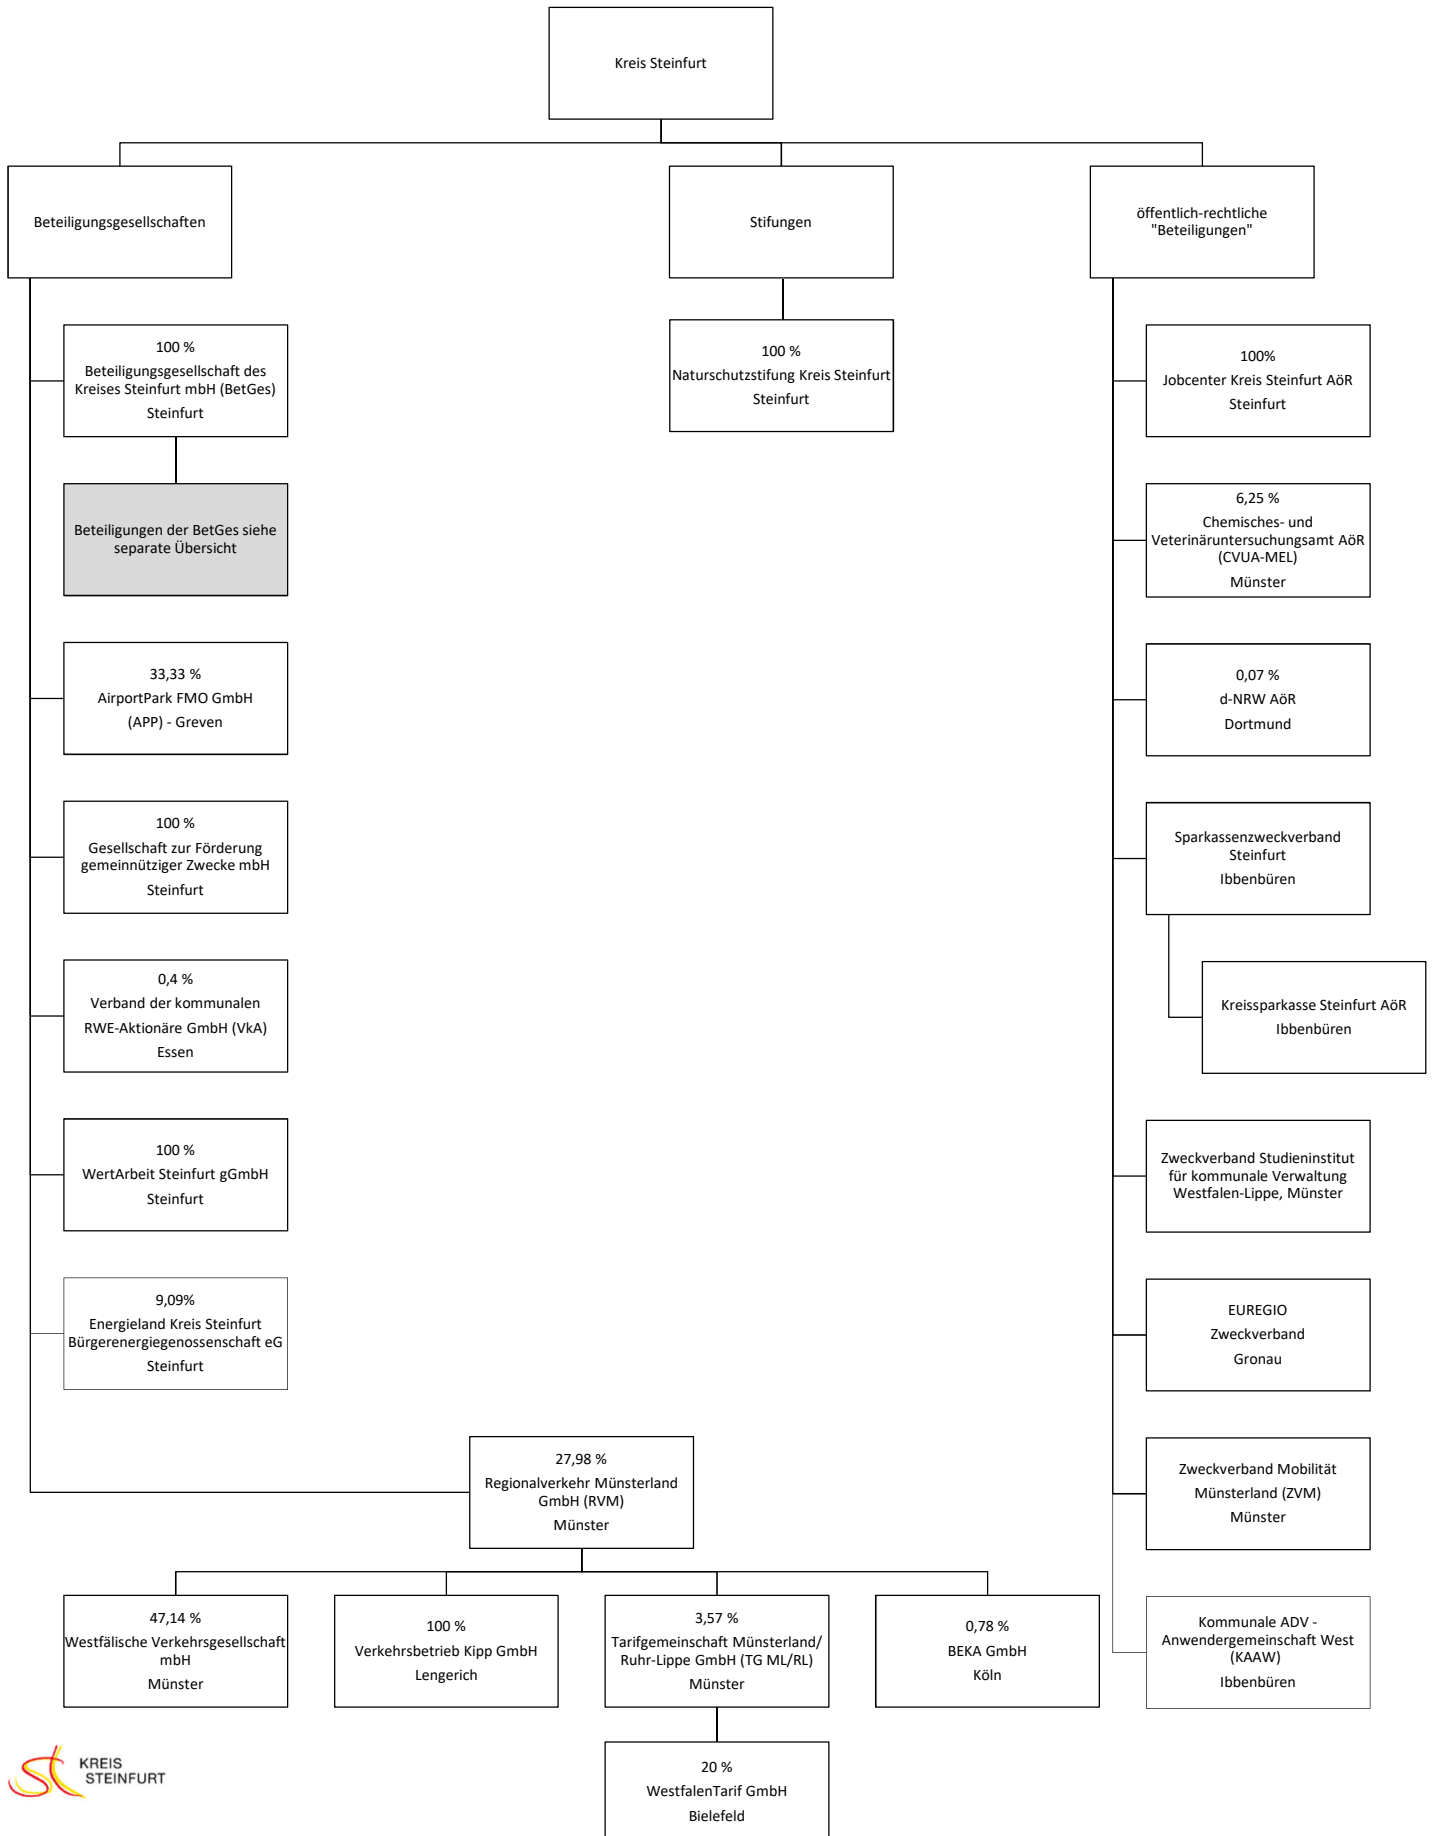 Kreis Steinfurt
Beteiligungsgesellschaften
Stifungen
öffentlich-rechtliche
"Beteiligungen"
100 %
Beteiligungsgesellschaft des
Kreises Steinfurt mbH (BetGes)
Steinfurt
Beteiligungen der BetGes siehe
separate Übersicht
33,33 %
AirportPark FMO GmbH
(APP) - Greven
100 %
Gesellschaft zur Förderung
gemeinnütziger Zwecke mbH
Steinfurt
0,4 %
Verband der kommunalen
RWE-Aktionäre GmbH (VkA)
Essen
100 %
WertArbeit Steinfurt gGmbH
Steinfurt
9,09%
Energieland Kreis Steinfurt
Bürgerenergiegenossenschaft eG
Steinfurt
27,98 %
Regionalverkehr Münsterland
GmbH (RVM)
Münster
47,14 %
Westfälische Verkehrsgesellschaft
mbH
Münster
100 %
Verkehrsbetrieb Kipp GmbH
Lengerich
3,57 %
Tarifgemeinschaft Münsterland/
Ruhr-Lippe GmbH (TG ML/RL)
Münster
20 %
WestfalenTarif GmbH
Bielefeld
0,78 %
BEKA GmbH
Köln
100 %
Naturschutzstifung Kreis Steinfurt
Steinfurt
100%
Jobcenter Kreis Steinfurt AöR
Steinfurt
6,25 %
Chemisches- und
Veterinäruntersuchungsamt AöR
(CVUA-MEL)
Münster
0,07 %
d-NRW AöR
Dortmund
Sparkassenzweckverband
Steinfurt
Ibbenbüren
Kreissparkasse Steinfurt AöR
Ibbenbüren
Zweckverband Studieninstitut
für kommunale Verwaltung
Westfalen-Lippe, Münster
EUREGIO
Zweckverband
Gronau
Zweckverband Mobilität
Münsterland (ZVM)
Münster
Kommunale ADV -
Anwendergemeinschaft West
(KAAW)
Ibbenbüren
KREIS
STEINFURT